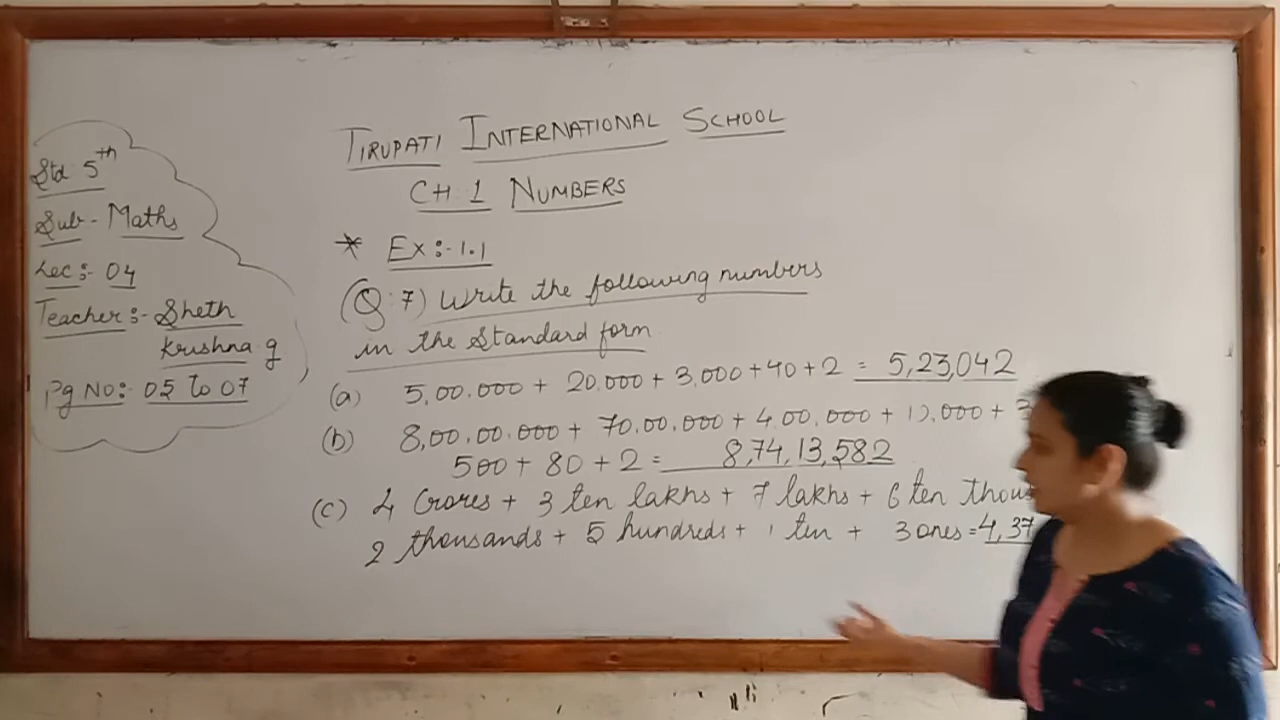 TIRUPATI INTERNATIONAL SCHOOL
CH 1 NUMBERS
Std 5th
Sub - Maths
Lec :- 04
Teacher :- Sheth
Krushna g
Pg No :- 05 to 07
* Ex :- 1.1
(Q : 7) Write the following numbers
in the Standard form
(a) 5,00,000 + 20,000 + 3,000 + 40 + 2 = 5,23,042
(b) 8,00,00,000 + 70,00,000 + 4,00,000 + 10,000 + 3
500 + 80 + 2 = 8,74,13,582
(c) 4 Crores + 3 ten lakhs + 7 lakhs + 6 ten thous
2 thousands + 5 hundreds + 1 ten + 3 ones = 4,37